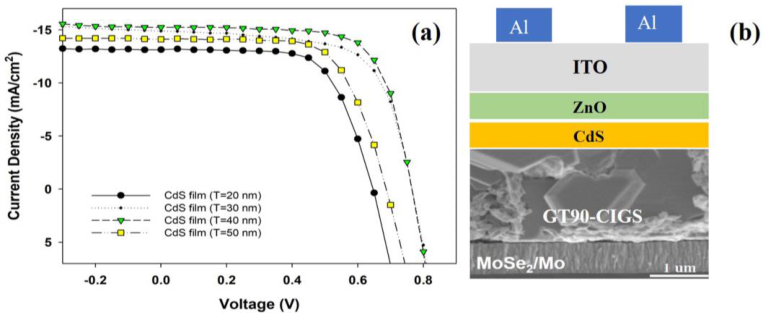 (a)
Current Density (mA/cm²)
-15
-10
-5
0
5
CdS film (T=20 nm)
CdS film (T=30 nm)
CdS film (T=40 nm)
CdS film (T=50 nm)
-0.2
0.0
0.2
0.4
0.6
0.8
Voltage (V)
(b)
Al
Al
ITO
ZnO
CdS
GT90-CIGS
MoSe₂/Mo
1 um